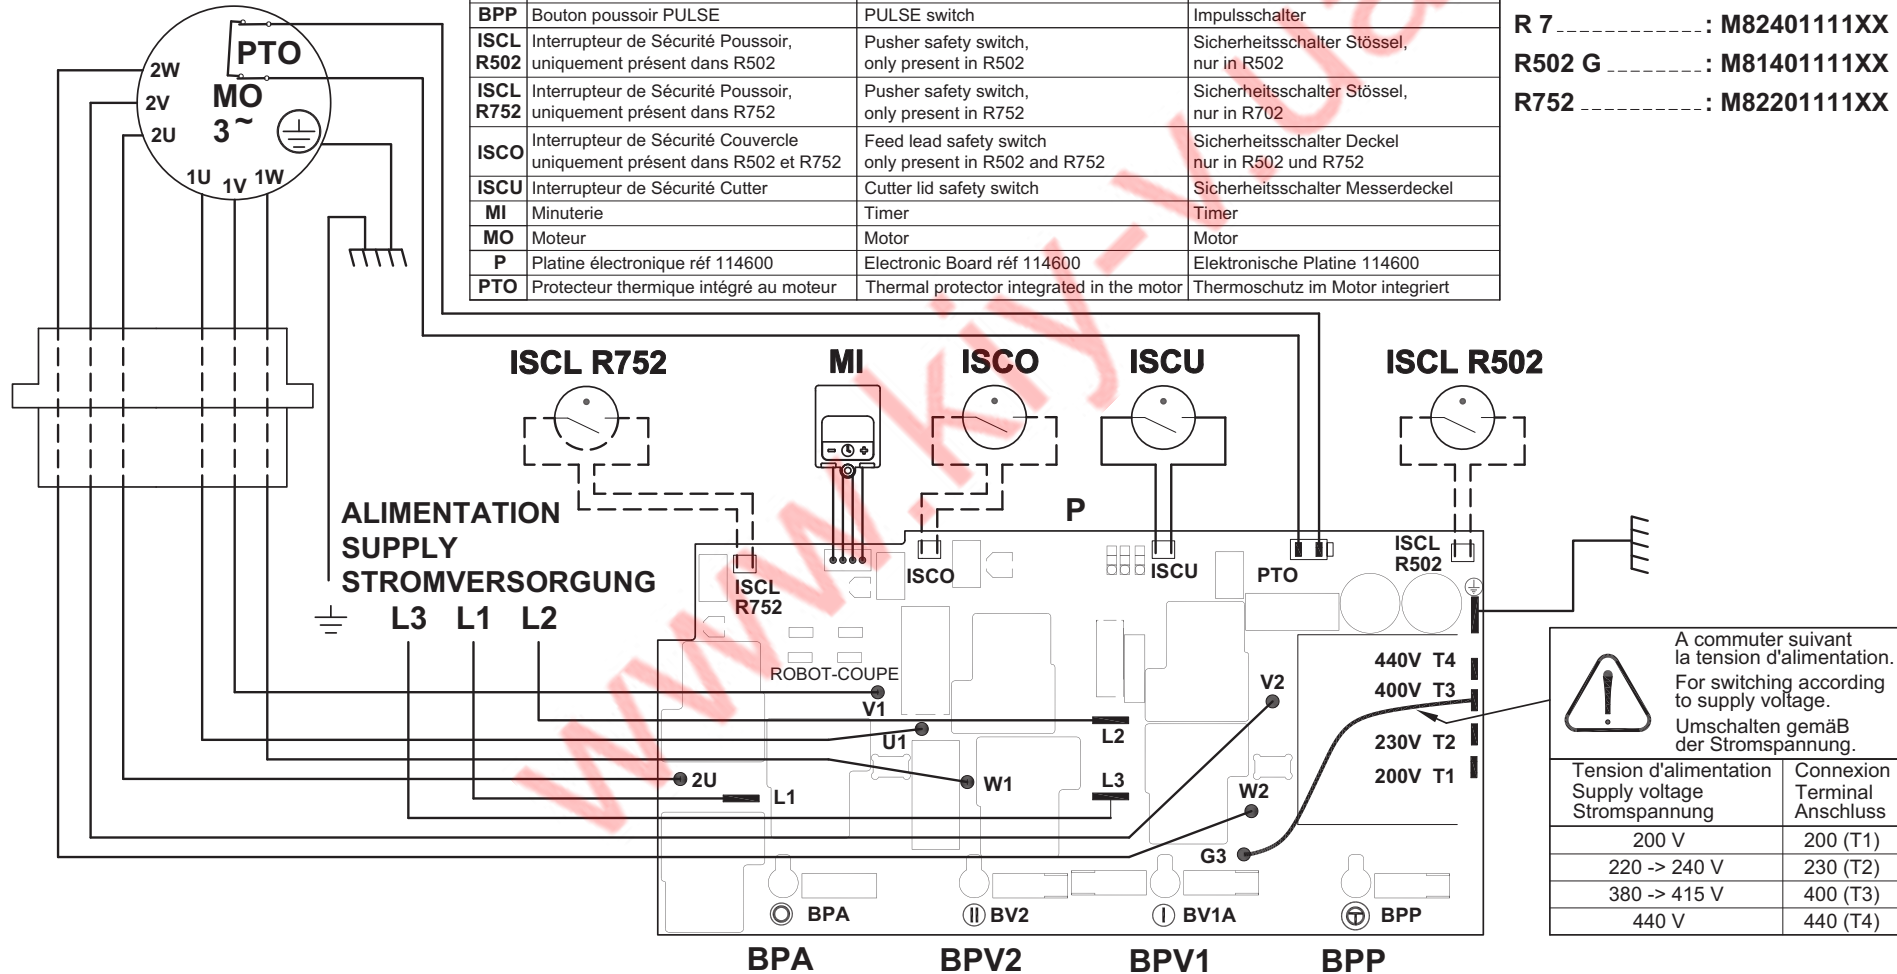 BPP Bouton poussoir PULSE PULSE switch Impulsschalter
ISCL R502 Interrupteur de Sécurité Poussoir, Pusher safety switch, Sicherheitsschalter Stössel,
uniquement présent dans R502 only present in R502 nur in R502
ISCL R752 Interrupteur de Sécurité Poussoir, Pusher safety switch, Sicherheitsschalter Stössel,
uniquement présent dans R752 only present in R752 nur in R702
ISCO Interrupteur de Sécurité Couvercle Feed lead safety switch Sicherheitsschalter Deckel
uniquement présent dans R502 et R752 only present in R502 and R752 nur in R502 und R752
ISCU Interrupteur de Sécurité Cutter Cutter lid safety switch Sicherheitsschalter Messerdeckel
MI Minuterie Timer Timer
MO Moteur Motor Motor
P Platine électronique réf 114600 Electronic Board réf 114600 Elektronische Platine 114600
PTO Protecteur thermique intégré au moteur Thermal protector integrated in the motor Thermoschutz im Motor integriert
R 7 : M82401111XX
R502 G : M81401111XX
R752 : M82201111XX
PTO
MO
3~
2W
2V
2U
1U
1V
1W
ISCL R752
MI
ISCO
ISCU
ISCL R502
P
ALIMENTATION
SUPPLY
STROMVERSORGUNG
L3 L1 L2
ISCL
R752
ISCO
ISCU
PTO
ISCL
R502
ROBOT-COUPE
V1
U1
2U
L1
W1
L2
L3
V2
W2
G3
440V T4
400V T3
230V T2
200V T1
BPA
BV2
BV1A
BPP
BPA
BPV2
BPV1
BPP
A commuter suivant
la tension d'alimentation.
For switching according
to supply voltage.
Umschalten gemäB
der Stromspannung.
Tension d'alimentation Connexion
Supply voltage Terminal
Stromspannung Anschluss
200 V 200 (T1)
220 -> 240 V 230 (T2)
380 -> 415 V 400 (T3)
440 V 440 (T4)
www.kiy-v.ua